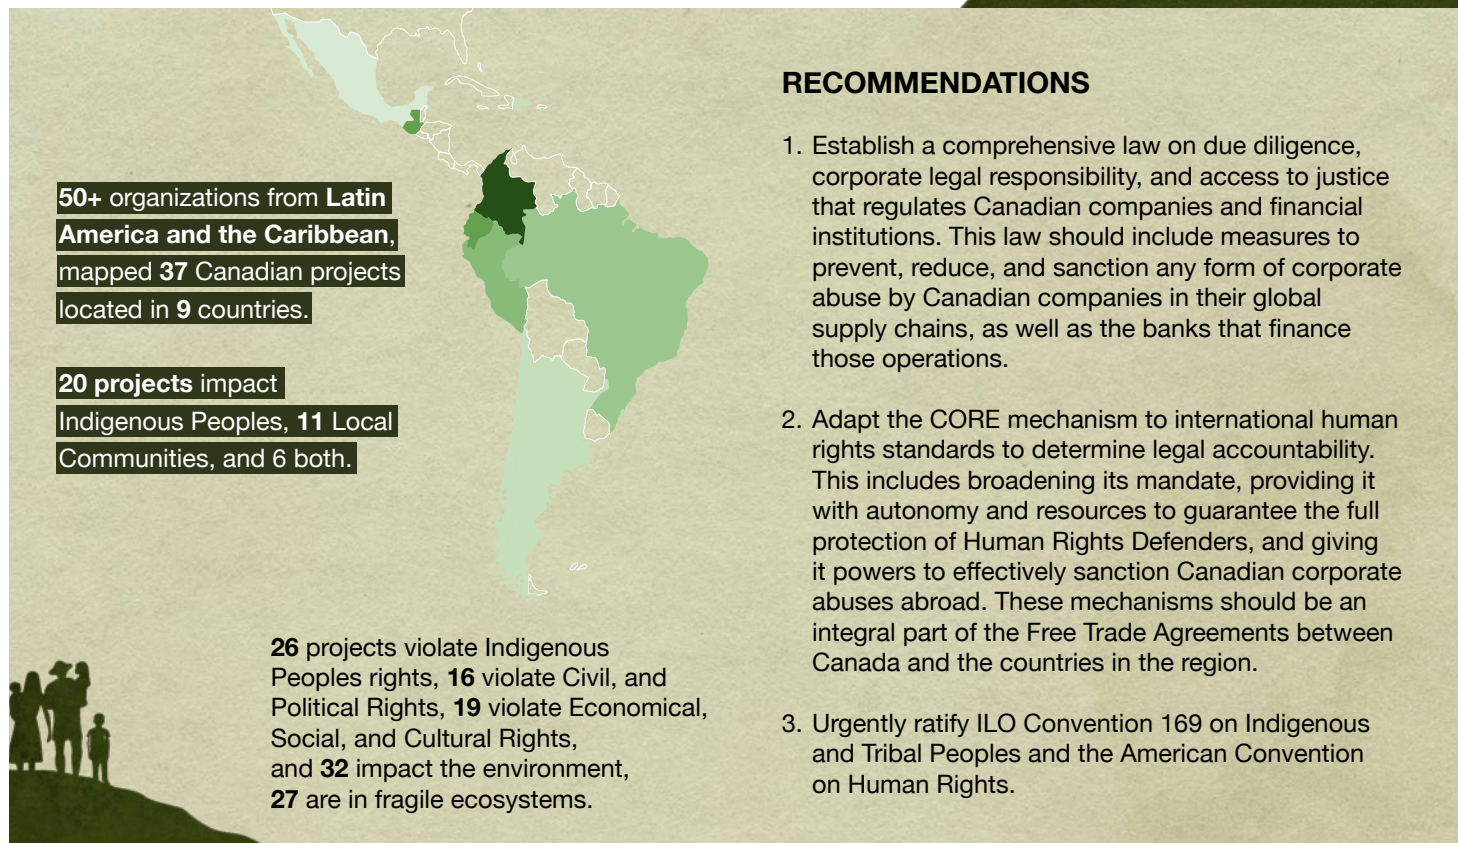 50+ organizations from Latin
America and the Caribbean,
mapped 37 Canadian projects
located in 9 countries.
20 projects impact
Indigenous Peoples, 11 Local
Communities, and 6 both.
26 projects violate Indigenous
Peoples rights, 16 violate Civil, and
Political Rights, 19 violate Economical,
Social, and Cultural Rights,
and 32 impact the environment,
27 are in fragile ecosystems.
RECOMMENDATIONS
1. Establish a comprehensive law on due diligence,
corporate legal responsibility, and access to justice
that regulates Canadian companies and financial
institutions. This law should include measures to
prevent, reduce, and sanction any form of corporate
abuse by Canadian companies in their global
supply chains, as well as the banks that finance
those operations.
2. Adapt the CORE mechanism to international human
rights standards to determine legal accountability.
This includes broadening its mandate, providing it
with autonomy and resources to guarantee the full
protection of Human Rights Defenders, and giving
it powers to effectively sanction Canadian corporate
abuses abroad. These mechanisms should be an
integral part of the Free Trade Agreements between
Canada and the countries in the region.
3. Urgently ratify ILO Convention 169 on Indigenous
and Tribal Peoples and the American Convention
on Human Rights.